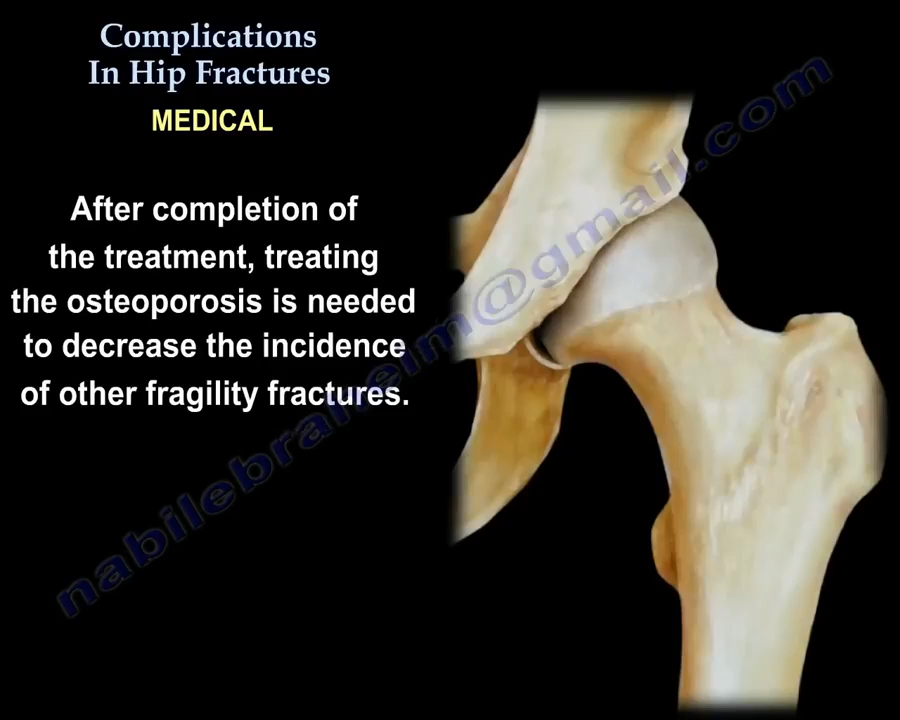 Complications
In Hip Fractures
MEDICAL
After completion of
the treatment, treating
the osteoporosis is needed
to decrease the incidence
of other fragility fractures.
nabilebraheim@gmail.com